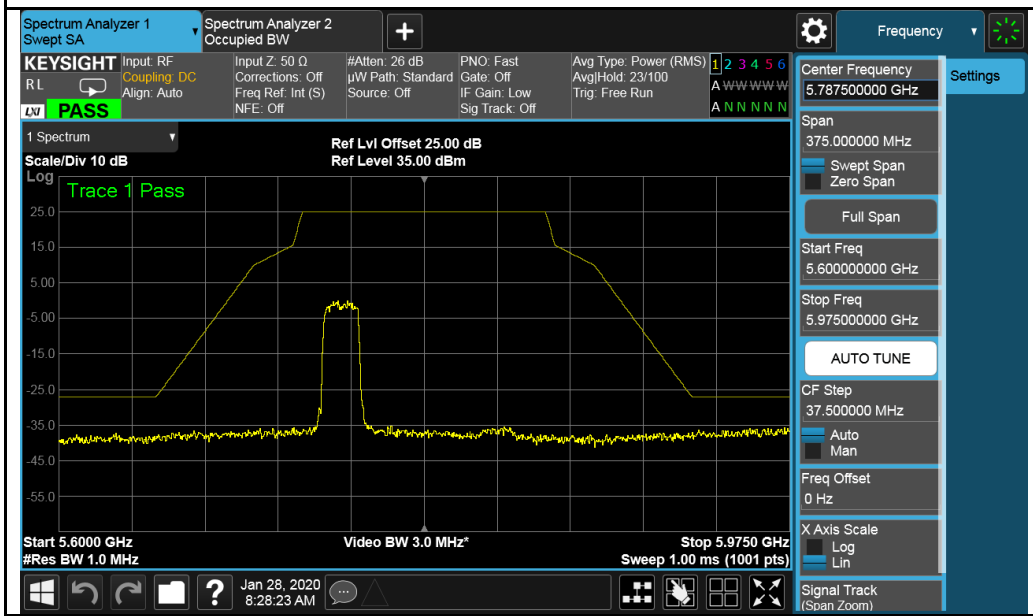 Spectrum Analyzer 1
Swept SA
Spectrum Analyzer 2
Occupied BW
+
Frequency
KEYSIGHT
RL
LXI
PASS
Input: RF
Coupling: DC
Align: Auto
Input Z: 50 Ω
Corrections: Off
Freq Ref: Int (S)
NFE: Off
#Atten: 26 dB
µW Path: Standard
Source: Off
PNO: Fast
Gate: Off
IF Gain: Low
Sig Track: Off
Avg Type: Power (RMS)
Avg|Hold: 23/100
Trig: Free Run
1 2 3 4 5 6
A W W W W W
A N N N N N
1 Spectrum
Scale/Div 10 dB
Ref Lvl Offset 25.00 dB
Ref Level 35.00 dBm
Log
Trace 1 Pass
25.0
15.0
5.00
-5.00
-15.0
-25.0
-35.0
-45.0
-55.0
Start 5.6000 GHz
#Res BW 1.0 MHz
Video BW 3.0 MHz*
Stop 5.9750 GHz
Sweep 1.00 ms (1001 pts)
Center Frequency
5.787500000 GHz
Span
375.000000 MHz
Swept Span
Zero Span
Full Span
Start Freq
5.600000000 GHz
Stop Freq
5.975000000 GHz
AUTO TUNE
CF Step
37.500000 MHz
Auto
Man
Freq Offset
0 Hz
X Axis Scale
Log
Lin
Signal Track
(Span Zoom)
Settings
?
Jan 28, 2020
8:28:23 AM